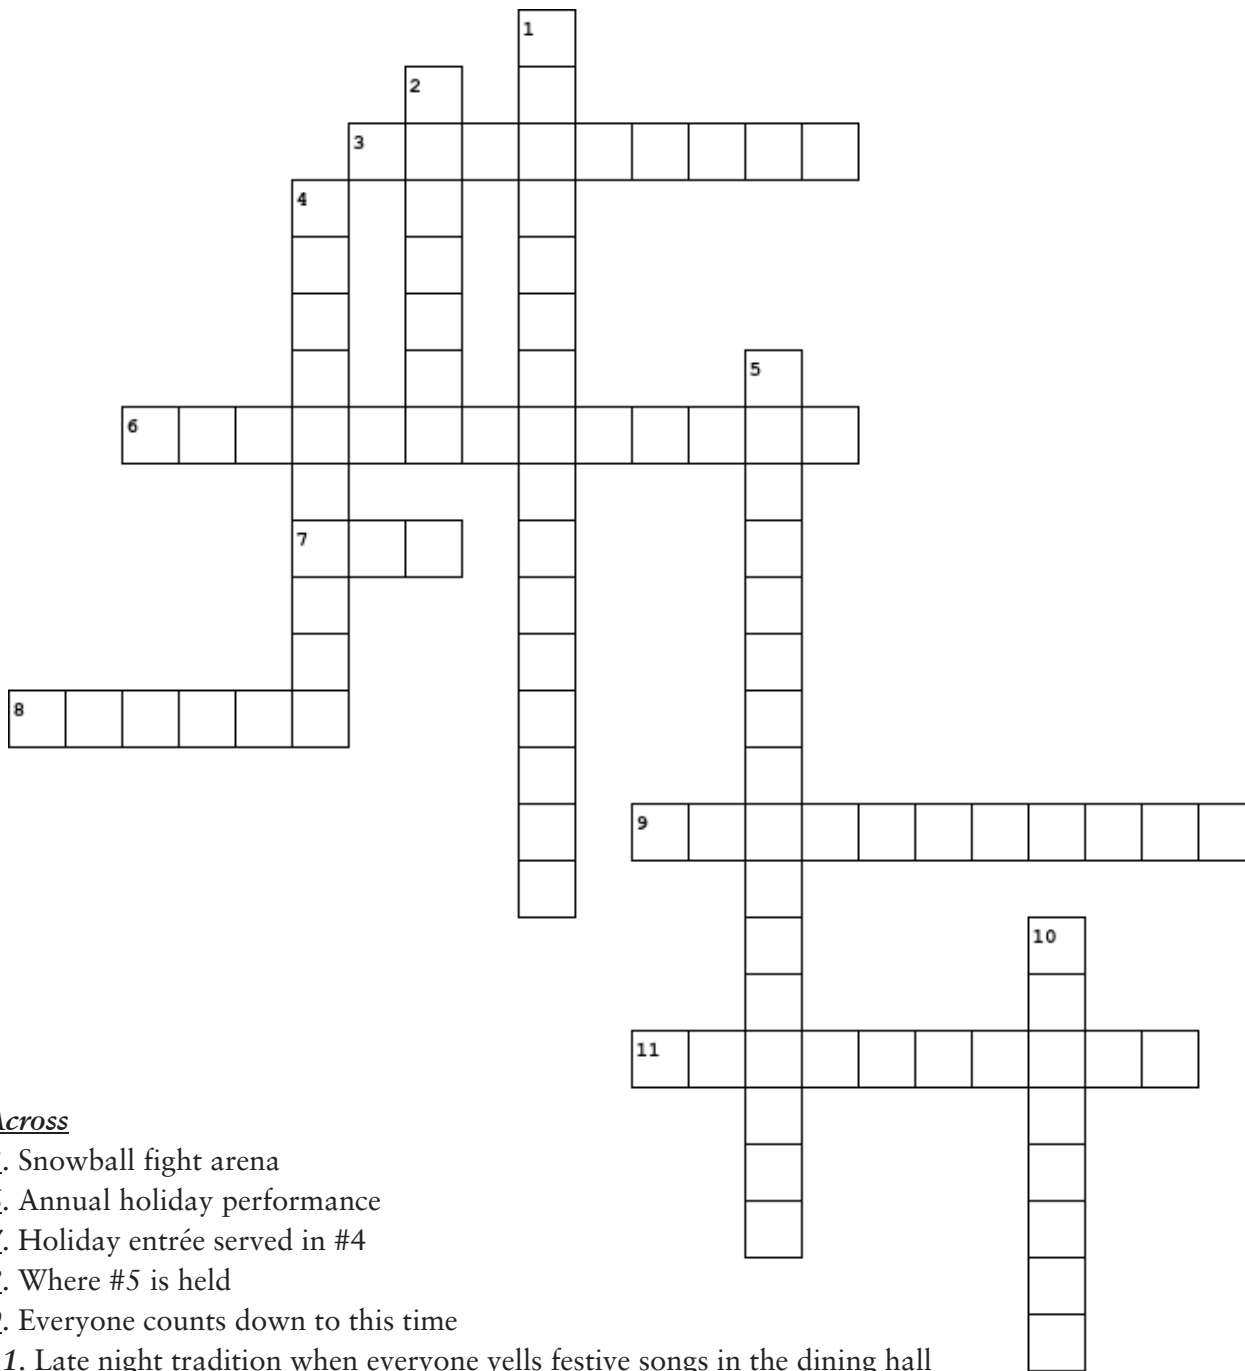 1
2
3
4
5
6
7
8
9
10
11
Across
. Snowball fight arena
. Annual holiday performance
. Holiday entrée served in #4
. Where #5 is held
. Everyone counts down to this time
1. Late night tradition when everyone yells festive songs in the dining hall